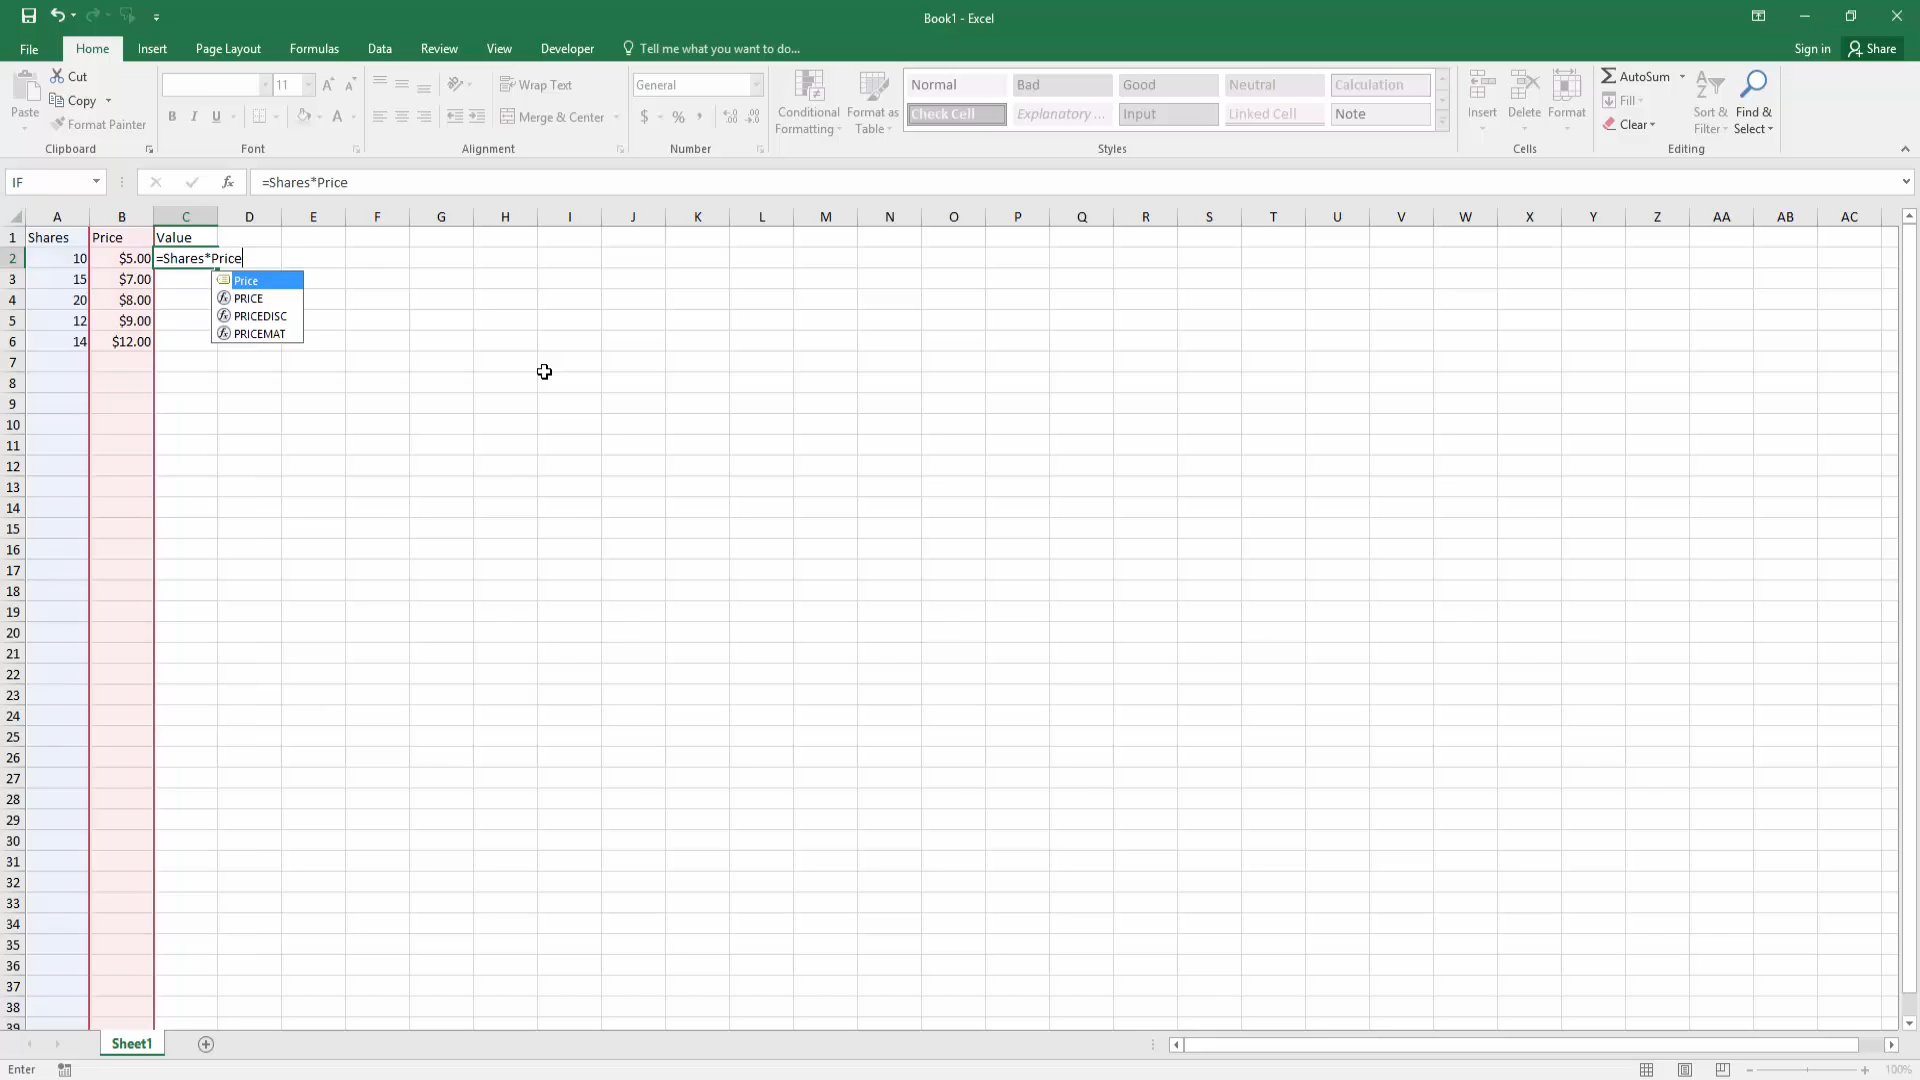 Book1 - Excel
File Home Insert Page Layout Formulas Data Review View Developer Tell me what you want to do... Sign in Share
Paste
Cut
Copy
Format Painter
Clipboard
11 A A
B I U A
Font
Wrap Text
Merge & Center
Alignment
General
$ % ,
Number
Conditional Formatting
Format as Table
Normal Bad Good Neutral Calculation
Check Cell Explanatory ... Input Linked Cell Note
Styles
Insert Delete Format
Cells
AutoSum
Fill
Clear
Sort & Filter
Find & Select
Editing
IF fx =Shares*Price
A B C D E F G H I J K L M N O P Q R S T U V W X Y Z AA AB AC
1 Shares Price Value
2 10 $5.00 =Shares*Price
3 15 $7.00
4 20 $8.00
5 12 $9.00
6 14 $12.00
Price
PRICE
PRICEDISC
PRICEMAT
7
8
9
10
11
12
13
14
15
16
17
18
19
20
21
22
23
24
25
26
27
28
29
30
31
32
33
34
35
36
37
38
39
Sheet1
Enter 100%